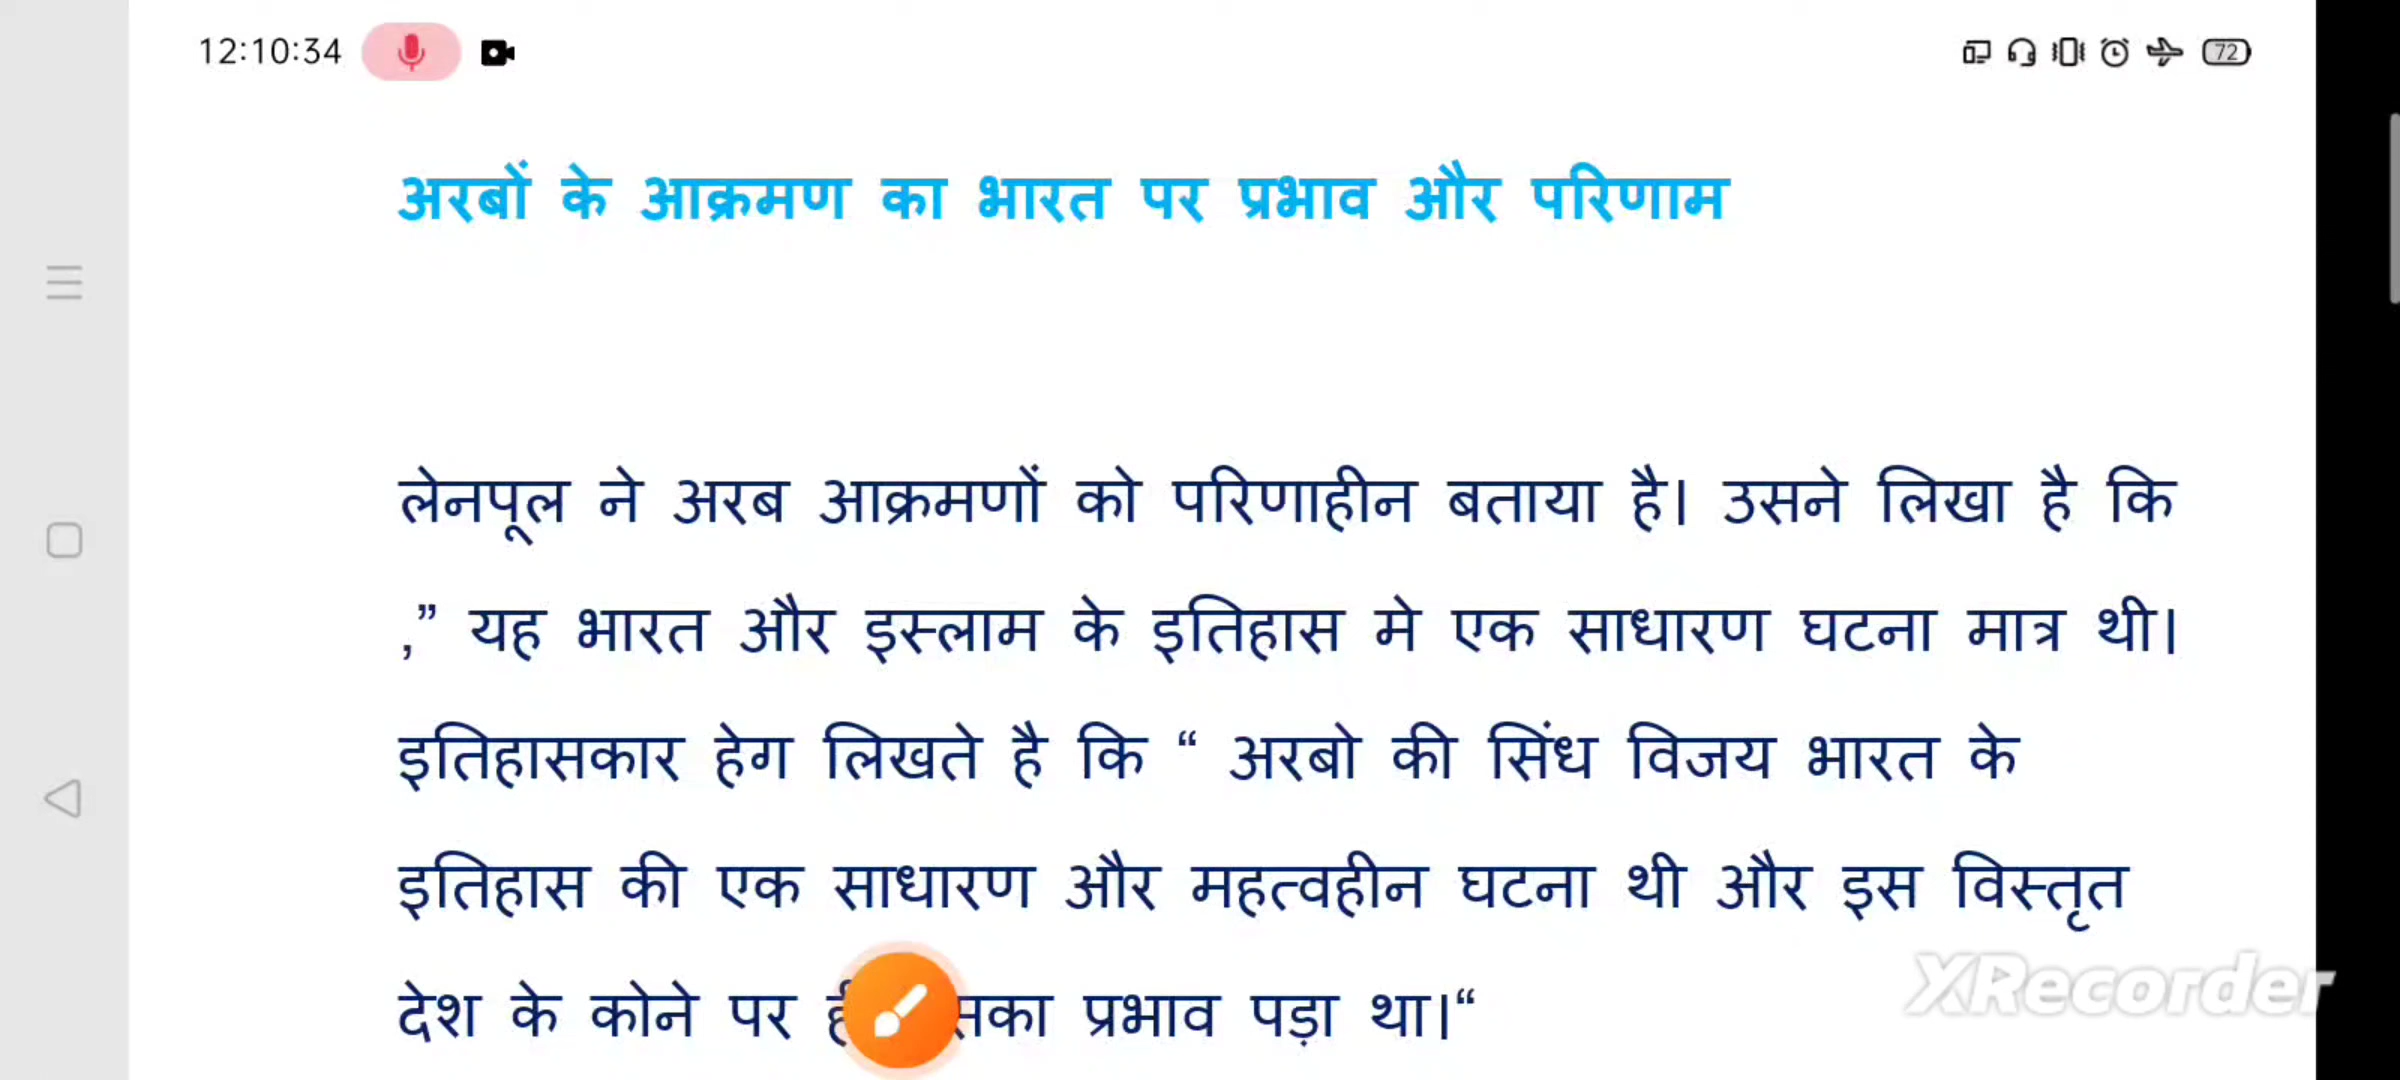 12:10:34
72
अरबों के आक्रमण का भारत पर प्रभाव और परिणाम
लेनपूल ने अरब आक्रमणों को परिणाहीन बताया है। उसने लिखा है कि
,” यह भारत और इस्लाम के इतिहास मे एक साधारण घटना मात्र थी।
इतिहासकार हेग लिखते है कि “ अरबो की सिंध विजय भारत के
इतिहास की एक साधारण और महत्वहीन घटना थी और इस विस्तृत
देश के कोने पर प्रभाव पड़ा था।“
XRecorder